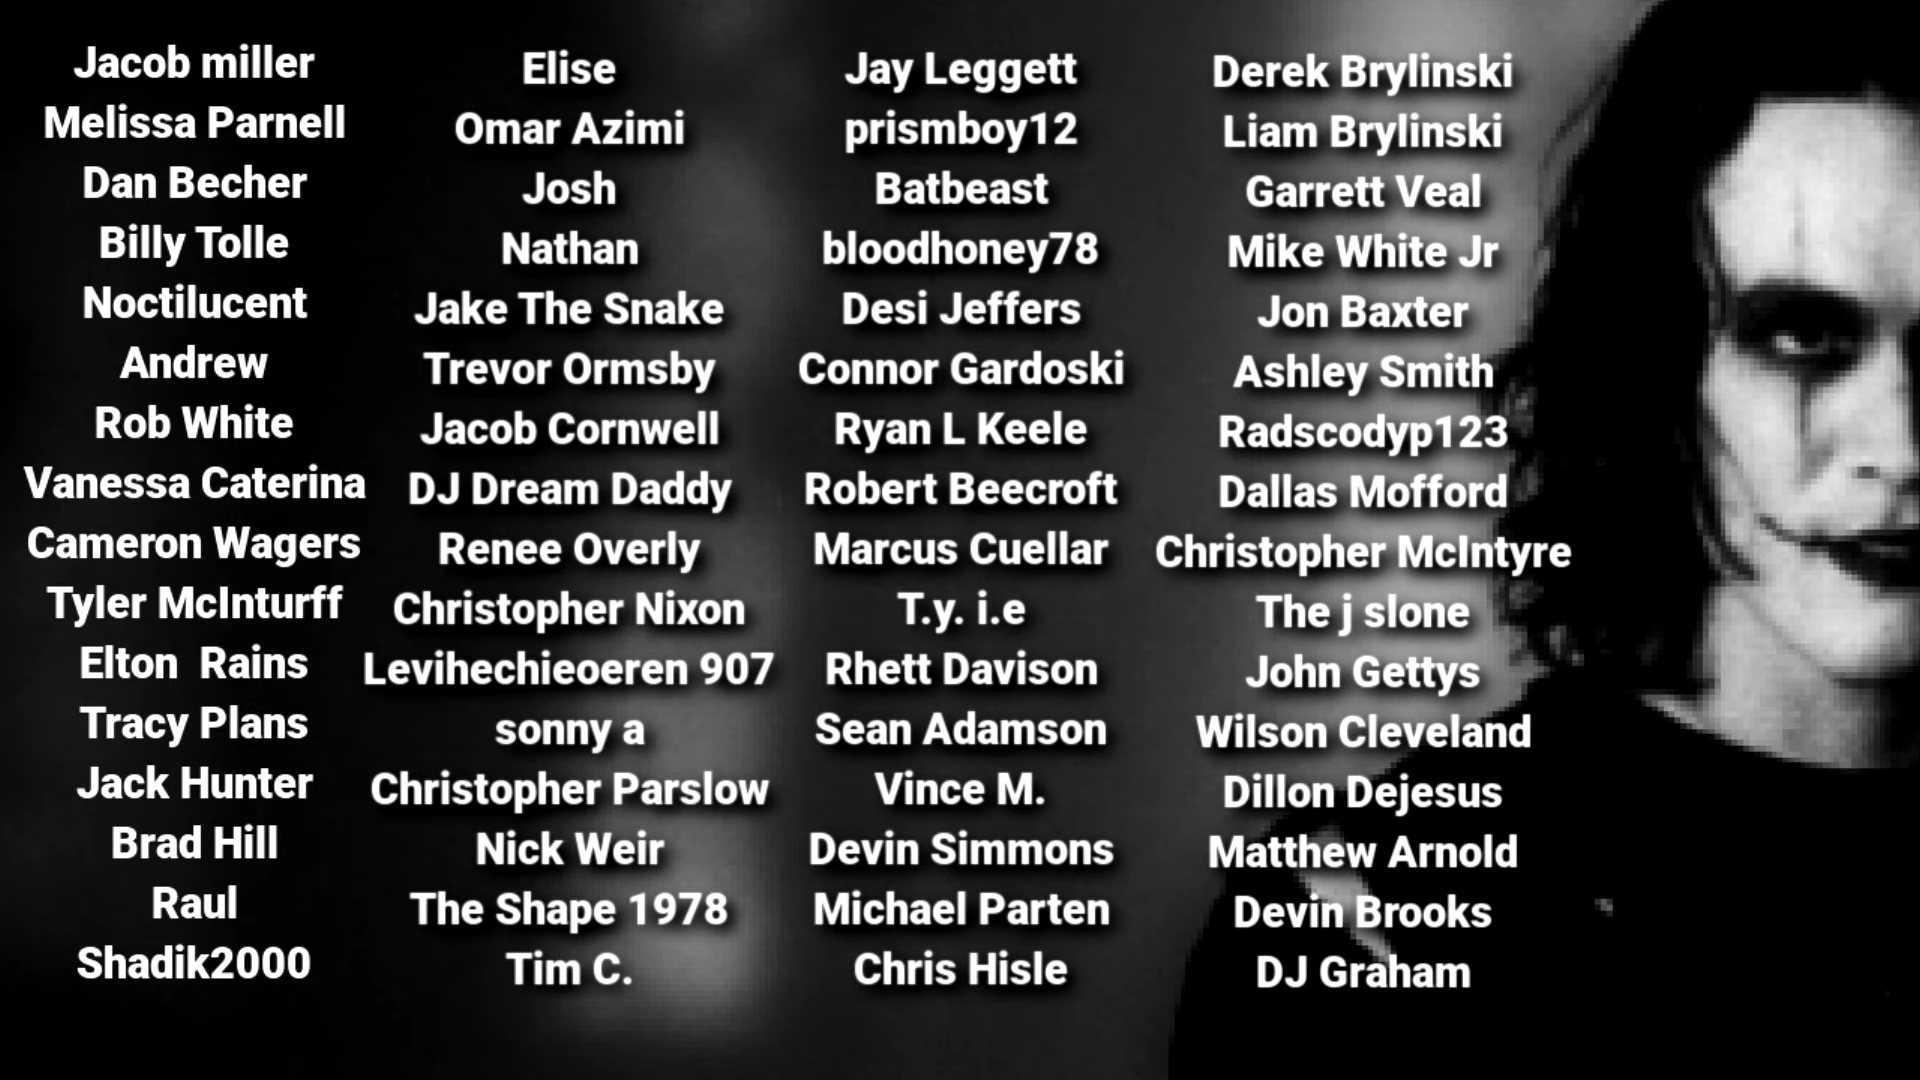 Jacob miller
Melissa Parnell
Dan Becher
Billy Tolle
Noctilucent
Andrew
Rob White
Vanessa Caterina
Cameron Wagers
Tyler McInturff
Elton  Rains
Tracy Plans
Jack Hunter
Brad Hill
Raul
Shadik2000
Elise
Omar Azimi
Josh
Nathan
Jake The Snake
Trevor Ormsby
Jacob Cornwell
DJ Dream Daddy
Renee Overly
Christopher Nixon
Levihechieoeren 907
sonny a
Christopher Parslow
Nick Weir
The Shape 1978
Tim C.
Jay Leggett
prismboy12
Batbeast
bloodhoney78
Desi Jeffers
Connor Gardoski
Ryan L Keele
Robert Beecroft
Marcus Cuellar
T.y. i.e
Rhett Davison
Sean Adamson
Vince M.
Devin Simmons
Michael Parten
Chris Hisle
Derek Brylinski
Liam Brylinski
Garrett Veal
Mike White Jr
Jon Baxter
Ashley Smith
Radscodyp123
Dallas Mofford
Christopher McIntyre
The j slone
John Gettys
Wilson Cleveland
Dillon Dejesus
Matthew Arnold
Devin Brooks
DJ Graham